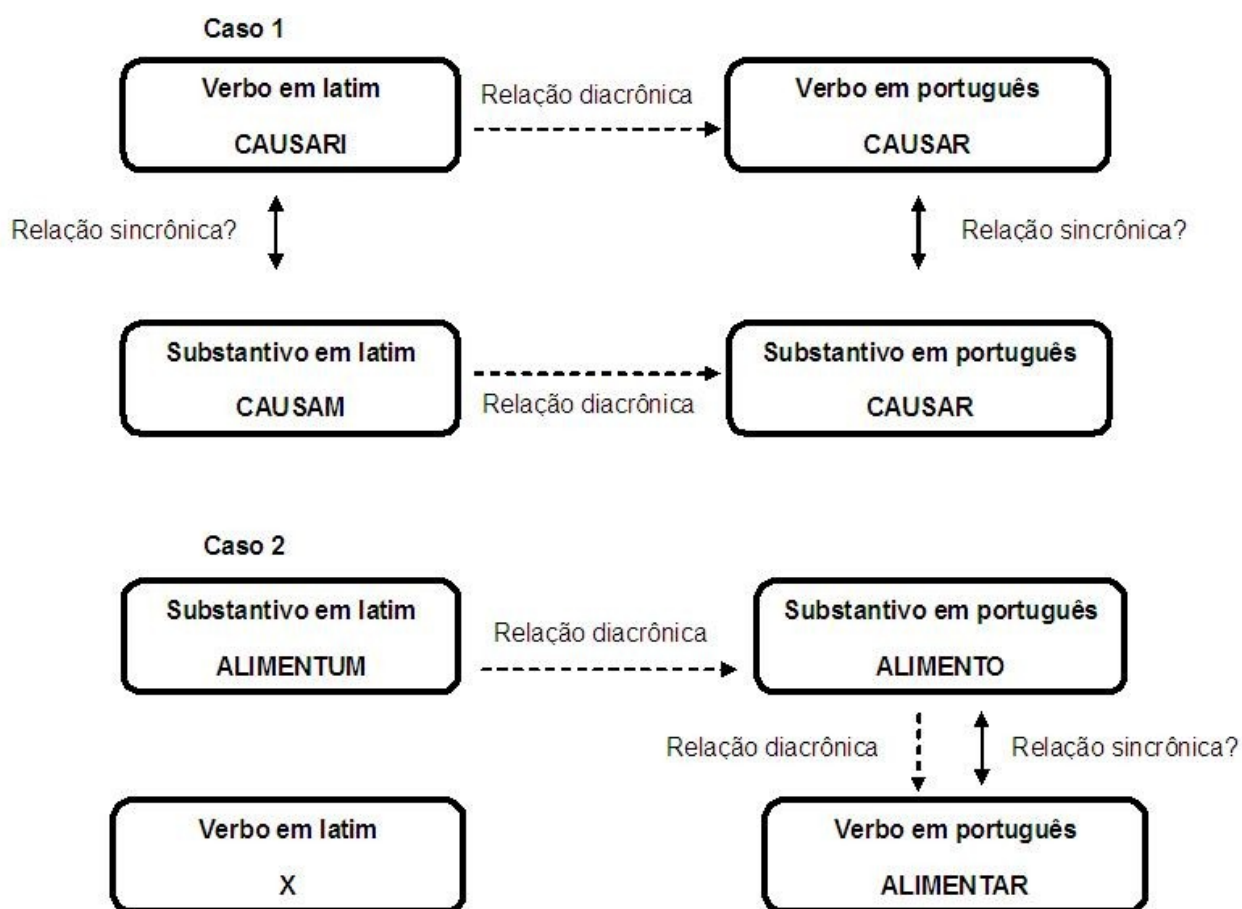 Caso 1
Verbo em latim
CAUSARI
Relação diacrônica
Verbo em português
CAUSAR
Relação sincrônica?
Relação sincrônica?
Substantivo em latim
CAUSAM
Relação diacrônica
Substantivo em português
CAUSAR
Caso 2
Substantivo em latim
ALIMENTUM
Relação diacrônica
Substantivo em português
ALIMENTO
Relação diacrônica
Relação sincrônica?
Verbo em latim
X
Verbo em português
ALIMENTAR